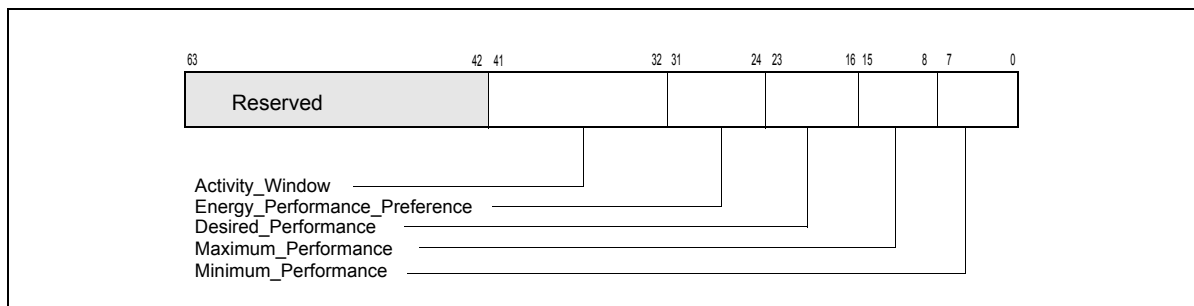 63 42 41 32 31 24 23 16 15 8 7 0
Reserved
Activity_Window
Energy_Performance_Preference
Desired_Performance
Maximum_Performance
Minimum_Performance